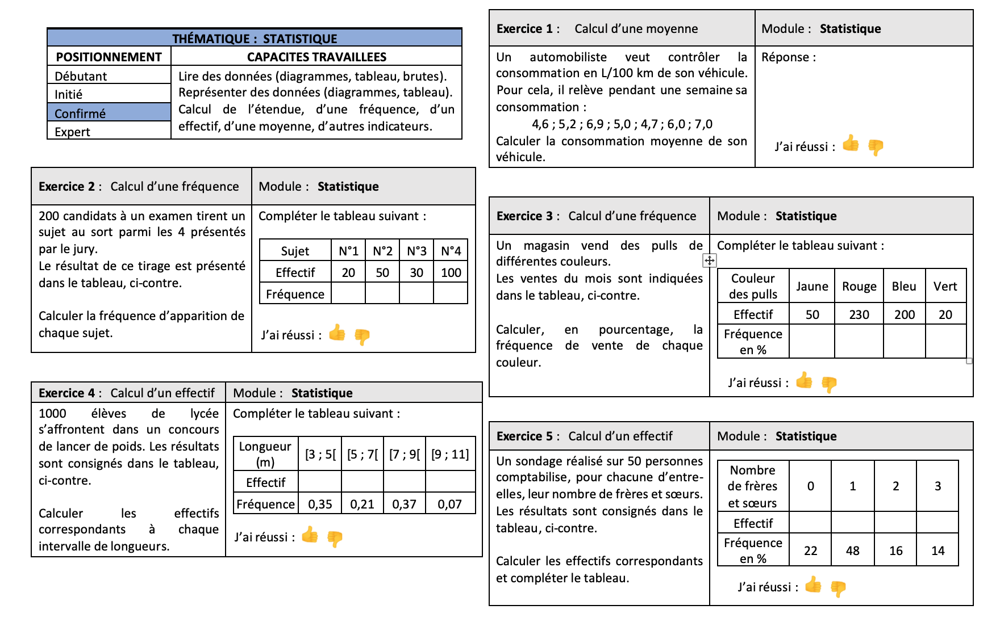 THÉMATIQUE : STATISTIQUE
POSITIONNEMENT
CAPACITES TRAVAILLEES
Débutant
Initié
Confirmé
Expert
Lire des données (diagrammes, tableau, brutes).
Représenter des données (diagrammes, tableau).
Calcul de l’étendue, d’une fréquence, d’un
effectif, d’une moyenne, d’autres indicateurs.
Exercice 1 : Calcul d’une moyenne
Module : Statistique
Un automobiliste veut contrôler la
consommation en L/100 km de son véhicule.
Pour cela, il relève pendant une semaine sa
consommation :
4,6 ; 5,2 ; 6,9 ; 5,0 ; 4,7 ; 6,0 ; 7,0
Calculer la consommation moyenne de son
véhicule.
Réponse :
J’ai réussi :
Exercice 2 : Calcul d’une fréquence
Module : Statistique
200 candidats à un examen tirent un
sujet au sort parmi les 4 présentés
par le jury.
Le résultat de ce tirage est présenté
dans le tableau, ci-contre.
Calculer la fréquence d’apparition de
chaque sujet.
Compléter le tableau suivant :
Sujet N°1 N°2 N°3 N°4
Effectif 20 50 30 100
Fréquence
J’ai réussi :
Exercice 3 : Calcul d’une fréquence
Module : Statistique
Un magasin vend des pulls de
différentes couleurs.
Les ventes du mois sont indiquées
dans le tableau, ci-contre.
Calculer, en pourcentage, la
fréquence de vente de chaque
couleur.
Compléter le tableau suivant :
Couleur
des pulls
Jaune Rouge Bleu Vert
Effectif 50 230 200 20
Fréquence
en %
J’ai réussi :
Exercice 4 : Calcul d’un effectif
Module : Statistique
1000 élèves de lycée
s’affrontent dans un concours
de lancer de poids. Les résultats
sont consignés dans le tableau,
ci-contre.
Calculer les effectifs
correspondants à chaque
intervalle de longueurs.
Compléter le tableau suivant :
Longueur
(m)
[3 ; 5[ [5 ; 7[ [7 ; 9[ [9 ; 11]
Effectif
Fréquence 0,35 0,21 0,37 0,07
J’ai réussi :
Exercice 5 : Calcul d’un effectif
Module : Statistique
Un sondage réalisé sur 50 personnes
comptabilise, pour chacune d’entre-
elles, leur nombre de frères et sœurs.
Les résultats sont consignés dans le
tableau, ci-contre.
Calculer les effectifs correspondants
et compléter le tableau.
Nombre
de frères
et sœurs
0 1 2 3
Effectif
Fréquence
en %
22 48 16 14
J’ai réussi :